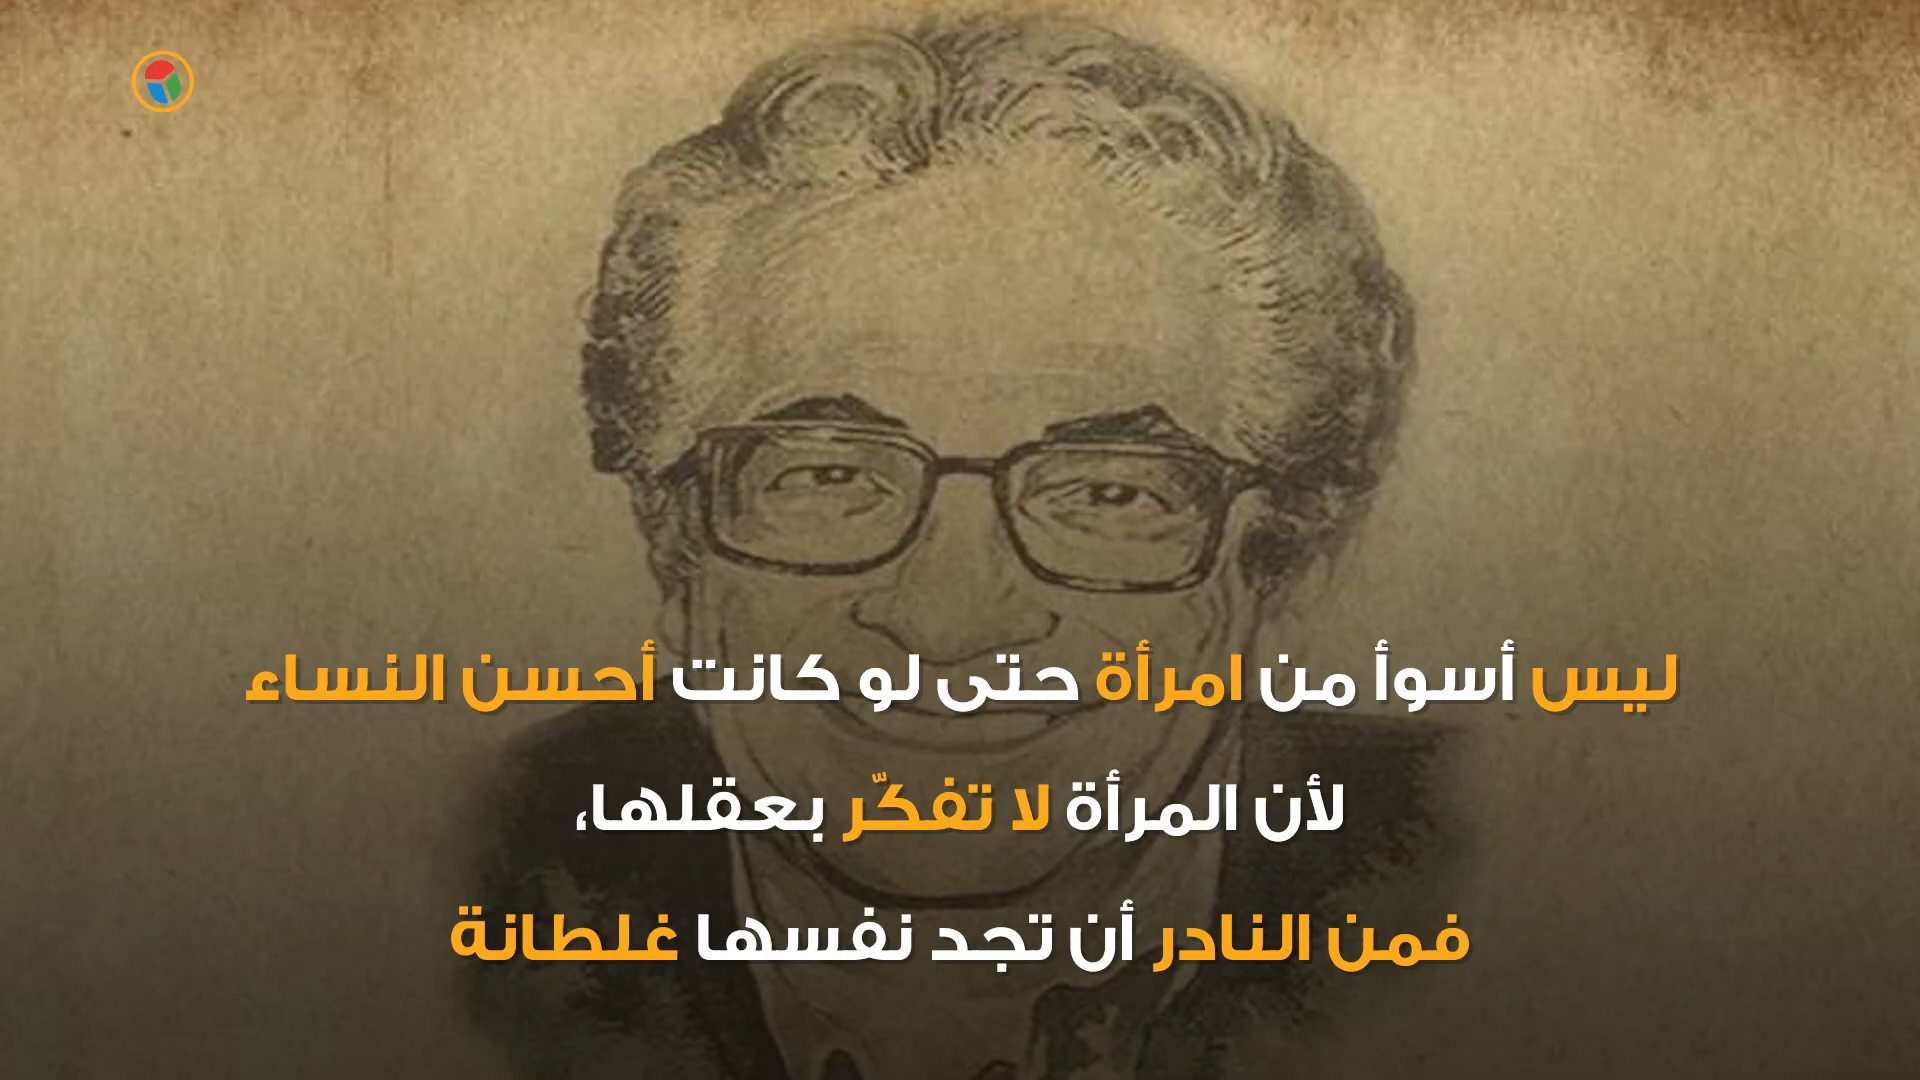 ليس أسوأ من امرأة حتى لو كانت أحسن النساء
لأن المرأة لا تفكّر بعقلها،
فمن النادر أن تجد نفسها غلطانة